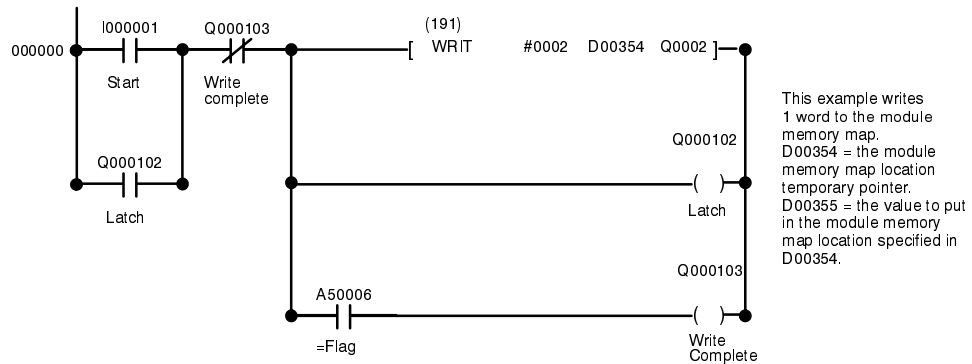 (191)
I000001 Q000103
000000 [ WRIT #0002 D00354 Q0002 ]
Start Write
complete
This example writes
1 word to the module
memory map.
D00354 = the module
memory map location
temporary pointer.
D00355 = the value to put
in the module memory
map location specified in
D00354.
Q000102
( )
Q000102
Latch
Latch
Q000103
A50006
( )
=Flag
Write
Complete